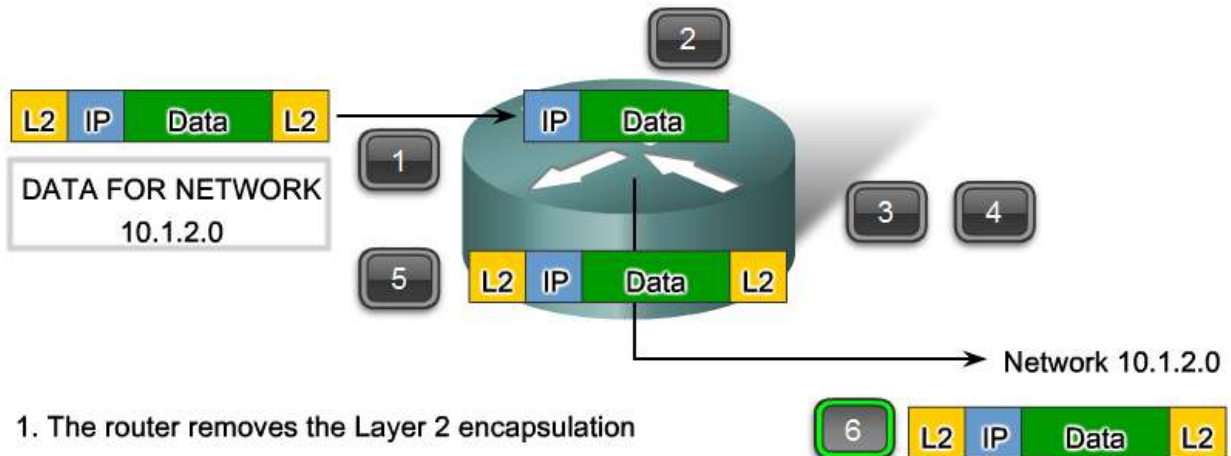 2
L2 IP Data L2
IP Data
1
DATA FOR NETWORK
10.1.2.0
3 4
5
L2 IP Data L2
Network 10.1.2.0
1. The router removes the Layer 2 encapsulation
6
L2 IP Data L2